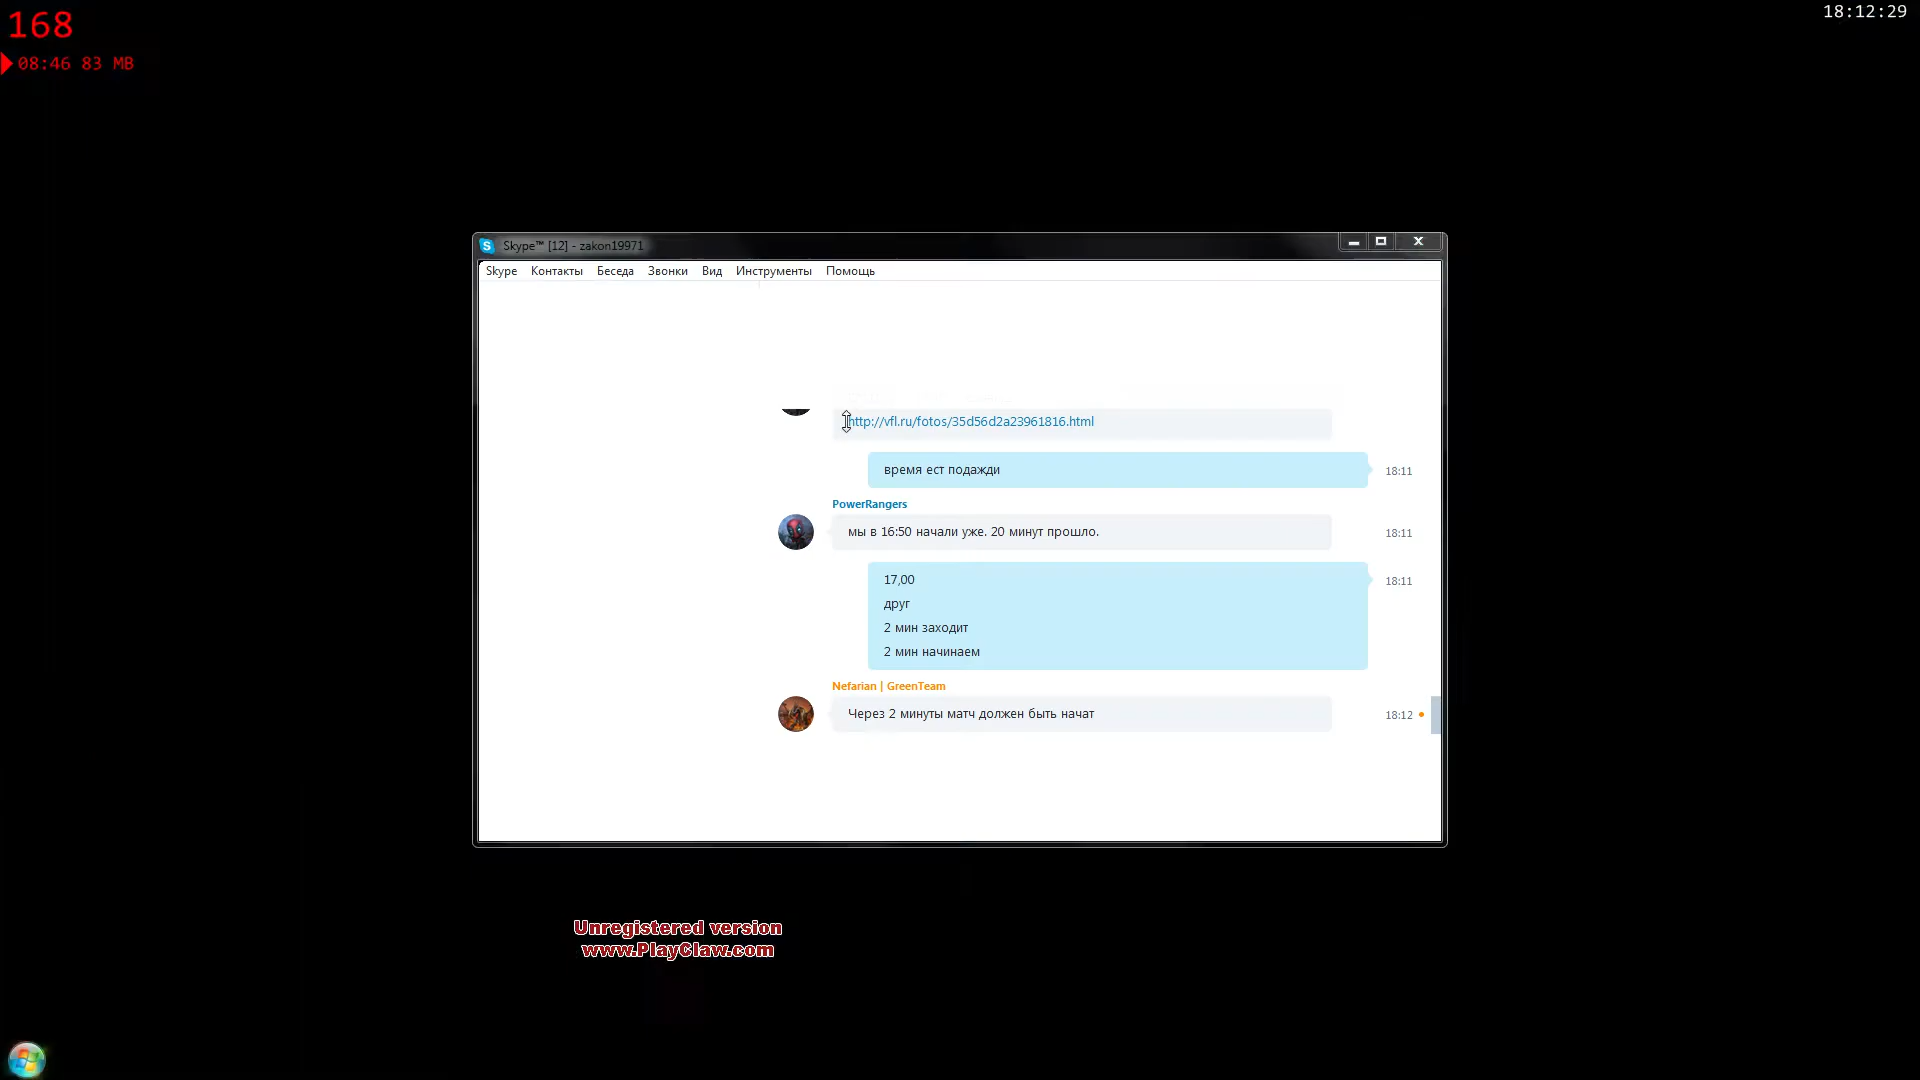 168
08:46 83 MB
18:12:29
Skype™ [12] - zakon19971
Skype Контакты Беседа Звонки Вид Инструменты Помощь
http://vfl.ru/fotos/35d56d2a23961816.html
время ест подажди 18:11
PowerRangers
мы в 16:50 начали уже. 20 минут прошло. 18:11
17,00 18:11
друг
2 мин заходит
2 мин начинаем
Nefarian | GreenTeam
Через 2 минуты матч должен быть начат 18:12
Unregistered version
www.PlayClaw.com